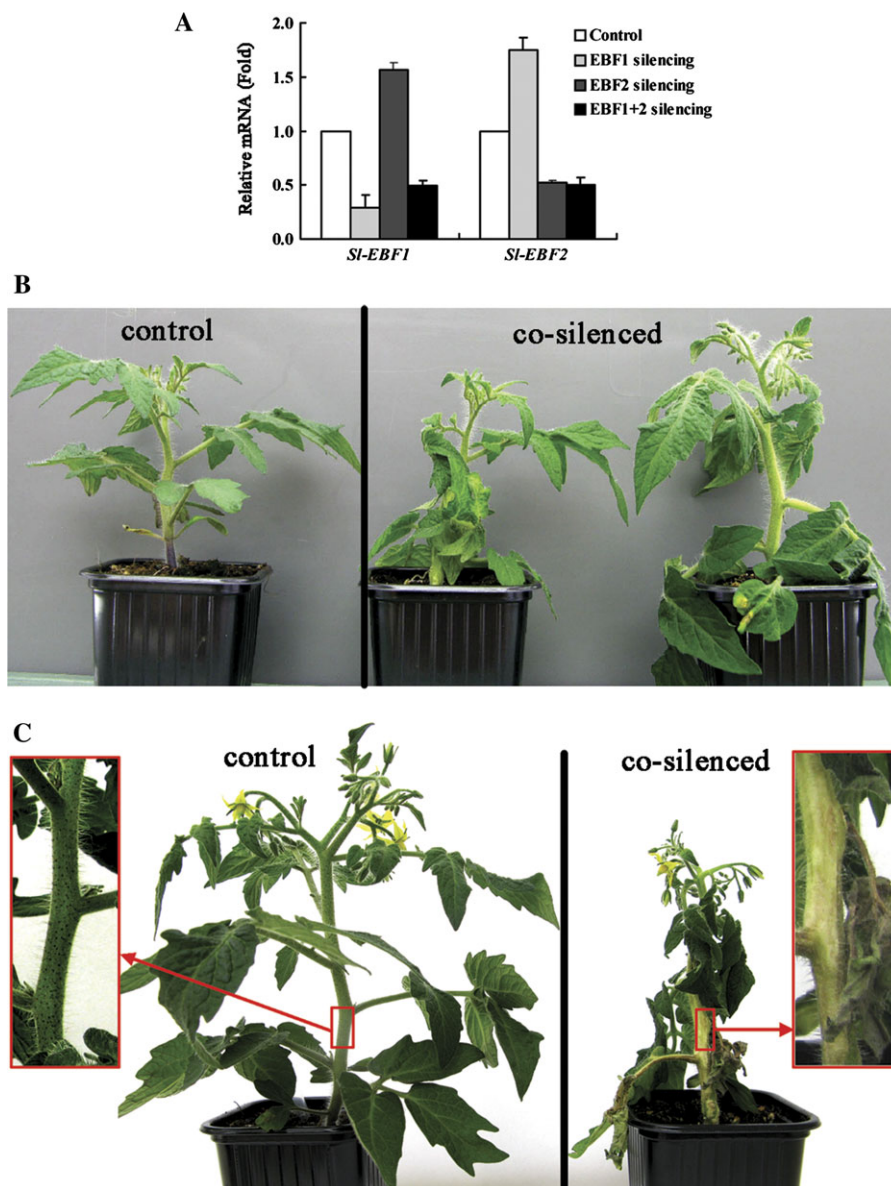 A
Relative mRNA (Fold)
2.0
1.5
1.0
0.5
0.0
Control
EBF1 silencing
EBF2 silencing
EBF1+2 silencing
Sl-EBF1 Sl-EBF2
B
control co-silenced
C
control co-silenced